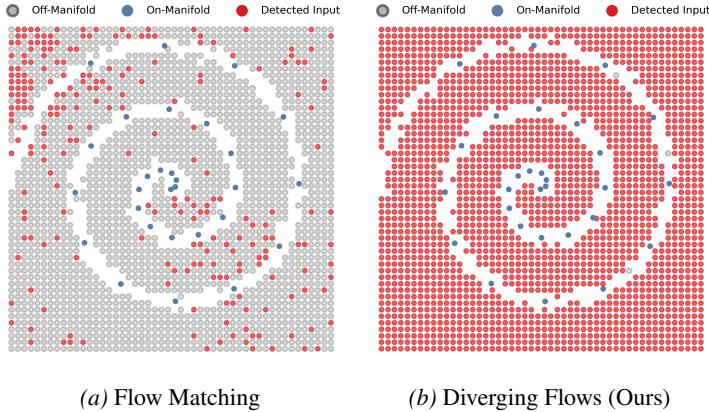 Off-Manifold On-Manifold Detected Input
Off-Manifold On-Manifold Detected Input
(a) Flow Matching
(b) Diverging Flows (Ours)